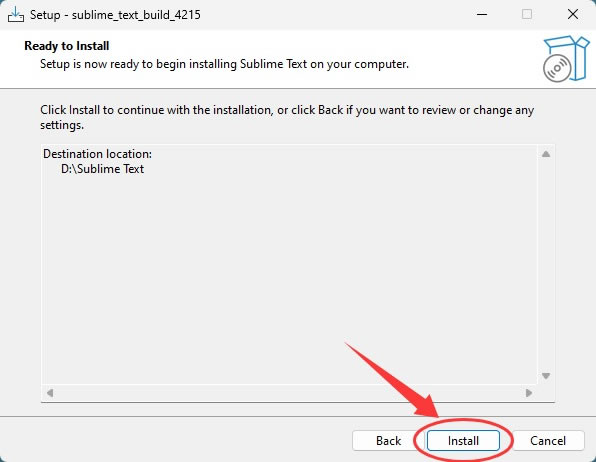 Setup - sublime_text_build_4215
Ready to Install
Setup is now ready to begin installing Sublime Text on your computer.
Click Install to continue with the installation, or click Back if you want to review or change any
settings.
Destination location:
D:\Sublime Text
Back Install Cancel